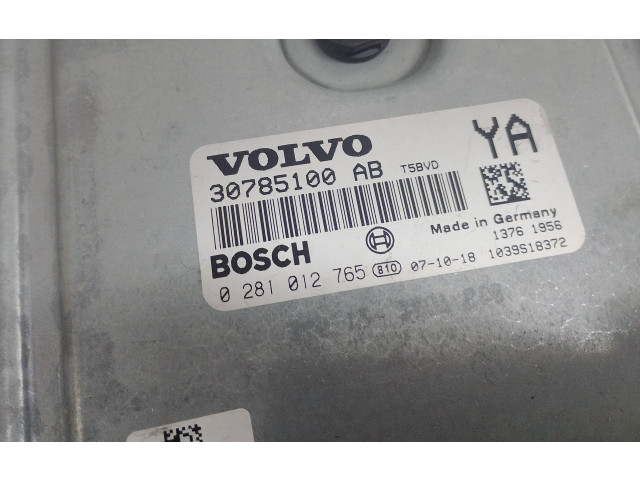 VOLVO YA
30785100 AB T5BVD
Made in Germany
BOSCH 1376 1956
0 281 012 765 810 07-10-18 1039S18372